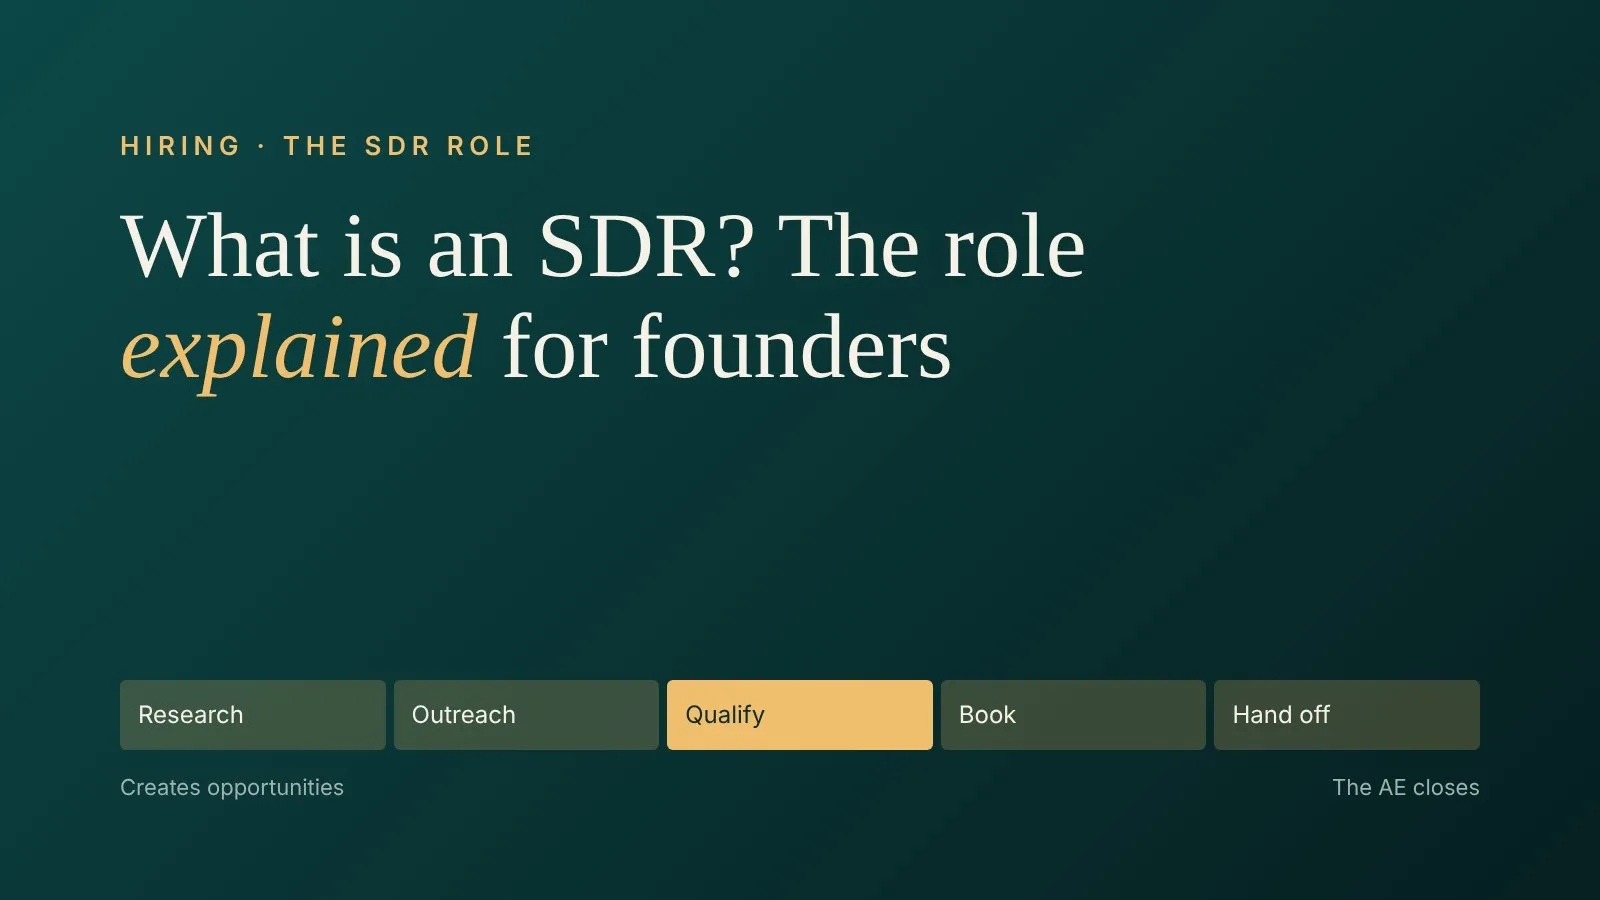 HIRING · THE SDR ROLE
What is an SDR? The role
explained for founders
Research
Outreach
Qualify
Book
Hand off
Creates opportunities
The AE closes